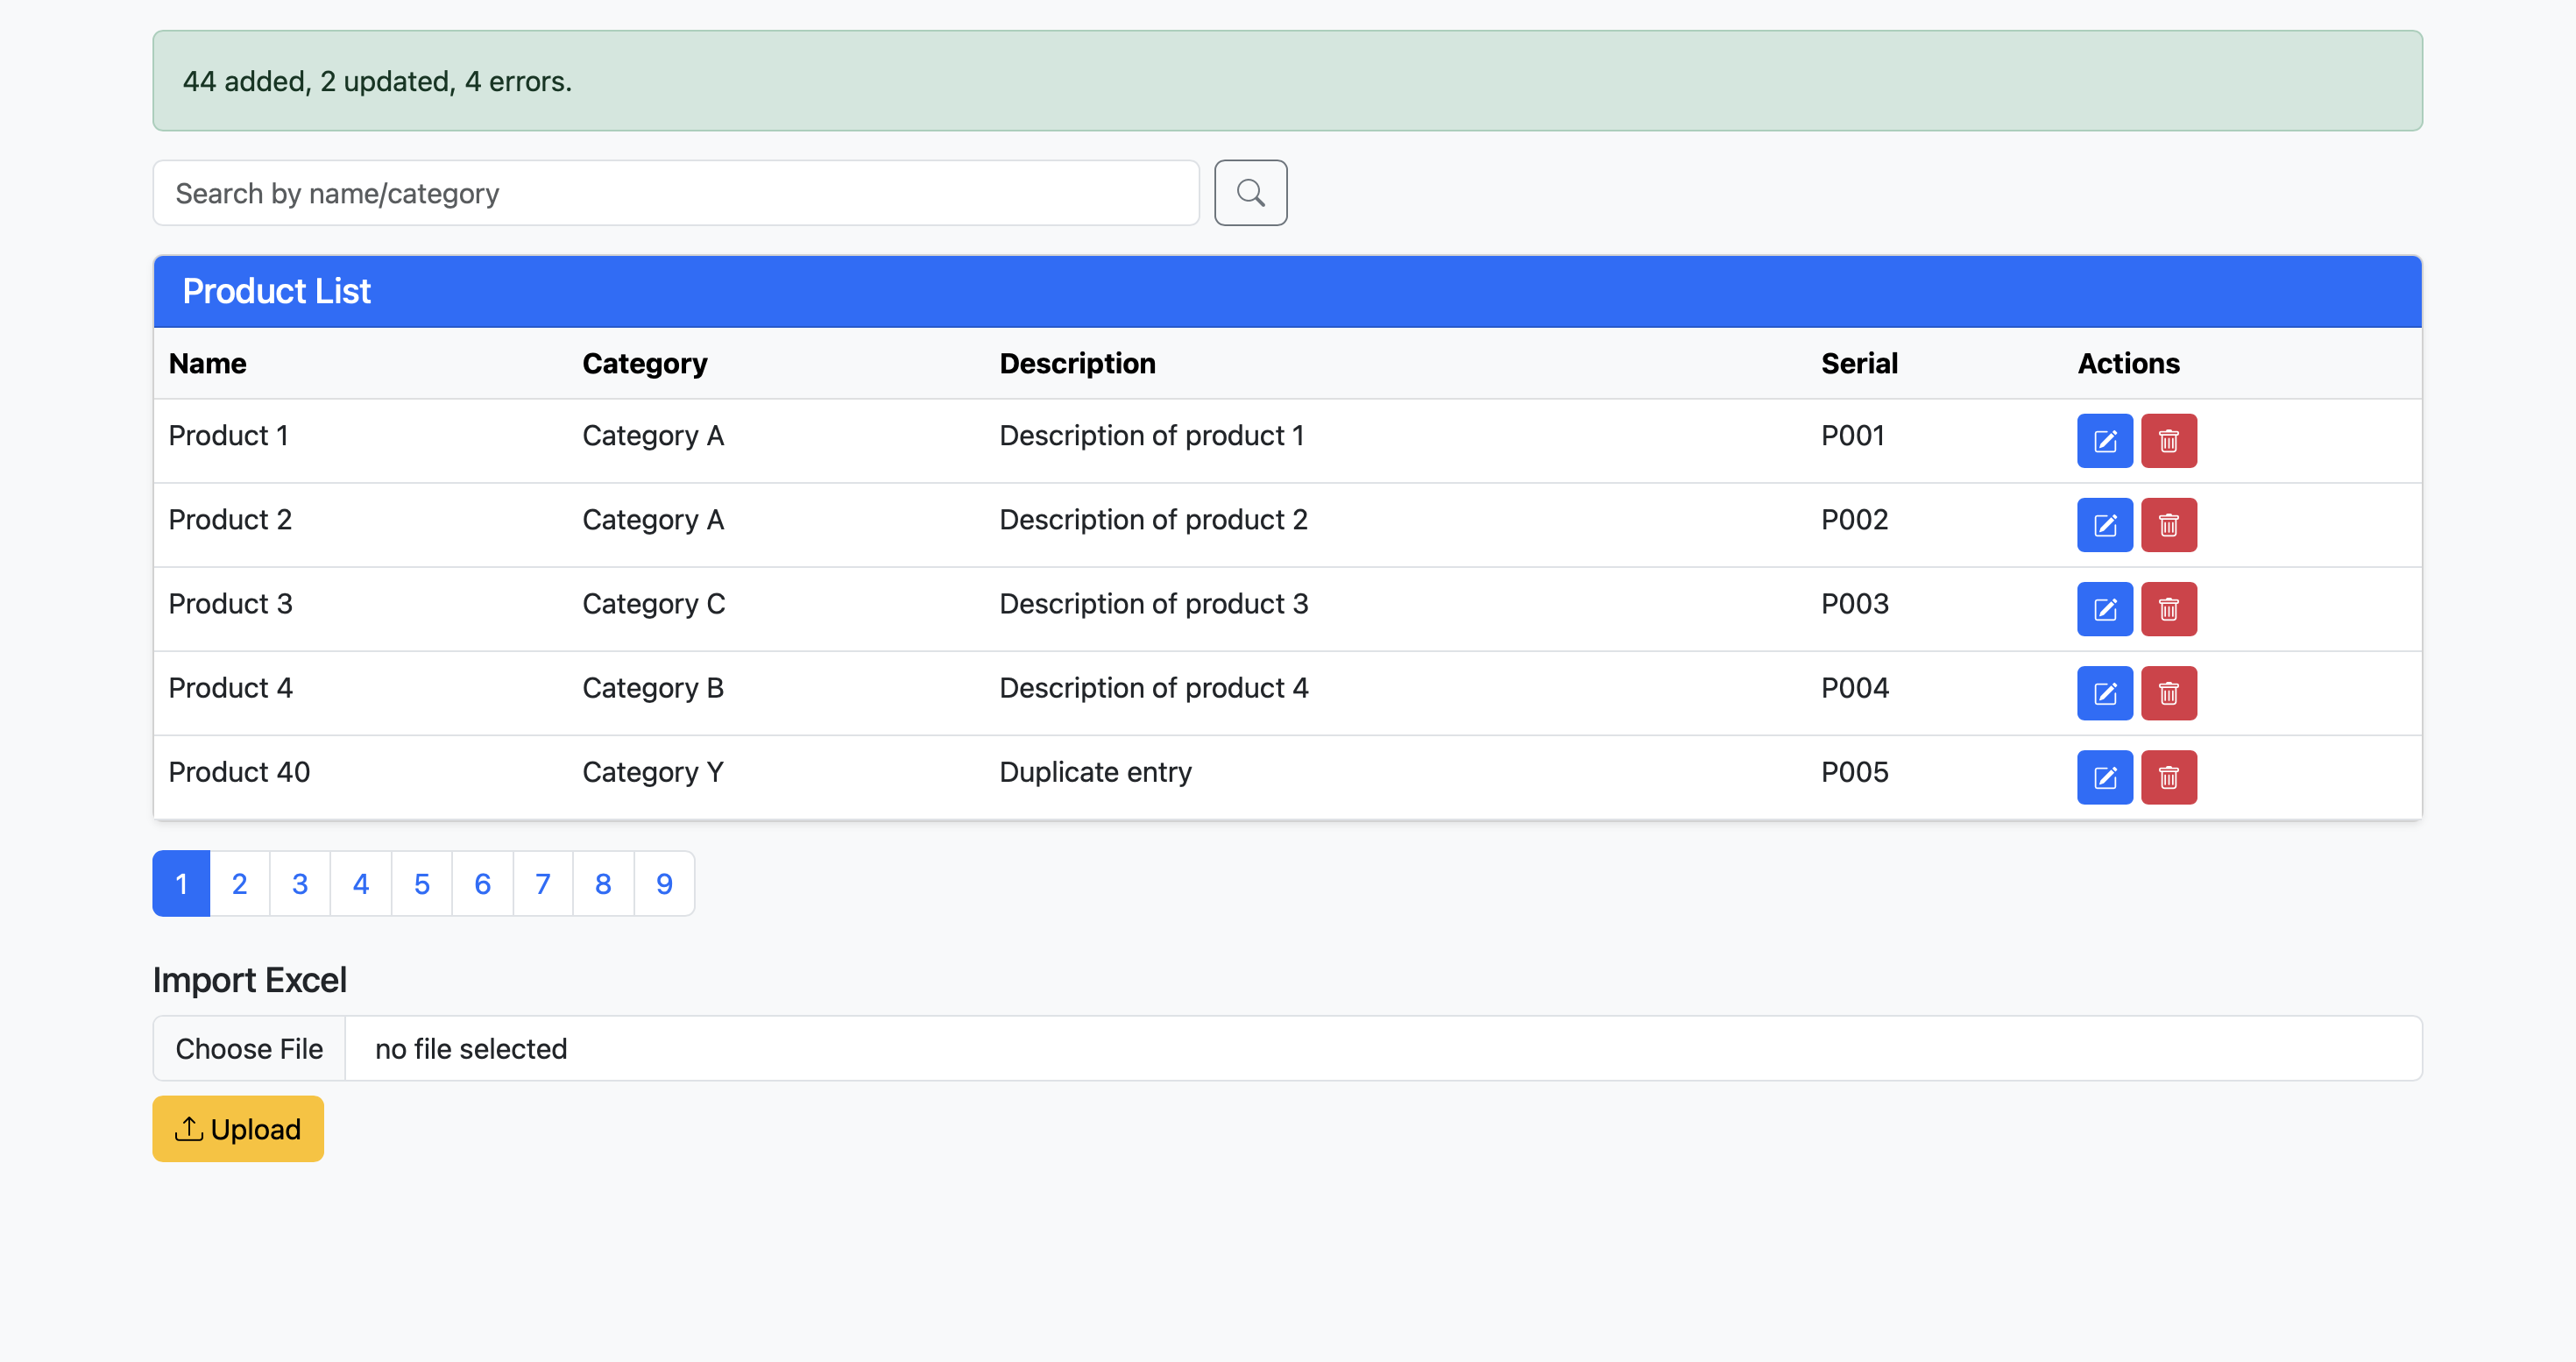 44 added, 2 updated, 4 errors.
Search by name/category
Product List
Name Category Description Serial Actions
Product 1 Category A Description of product 1 P001
Product 2 Category A Description of product 2 P002
Product 3 Category C Description of product 3 P003
Product 4 Category B Description of product 4 P004
Product 40 Category Y Duplicate entry P005
1 2 3 4 5 6 7 8 9
Import Excel
Choose File no file selected
Upload